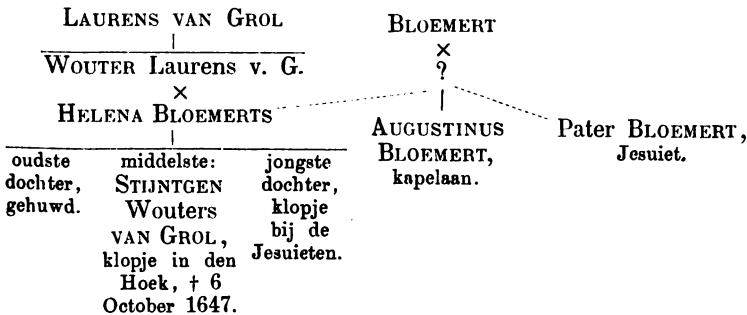 LAURENS VAN GROL
WOUTER Laurens v. G.
×
HELENA BLOEMERTS
oudste
dochter,
gehuwd.
middelste:
STIJNTGEN
Wouters
VAN GROL,
klopje in den
Hoek, † 6
October 1647.
jongste
dochter,
klopje
bij de
Jesuieten.
BLOEMERT
×
?
AUGUSTINUS
BLOEMERT,
kapelaan.
Pater BLOEMERT,
Jesuiet.